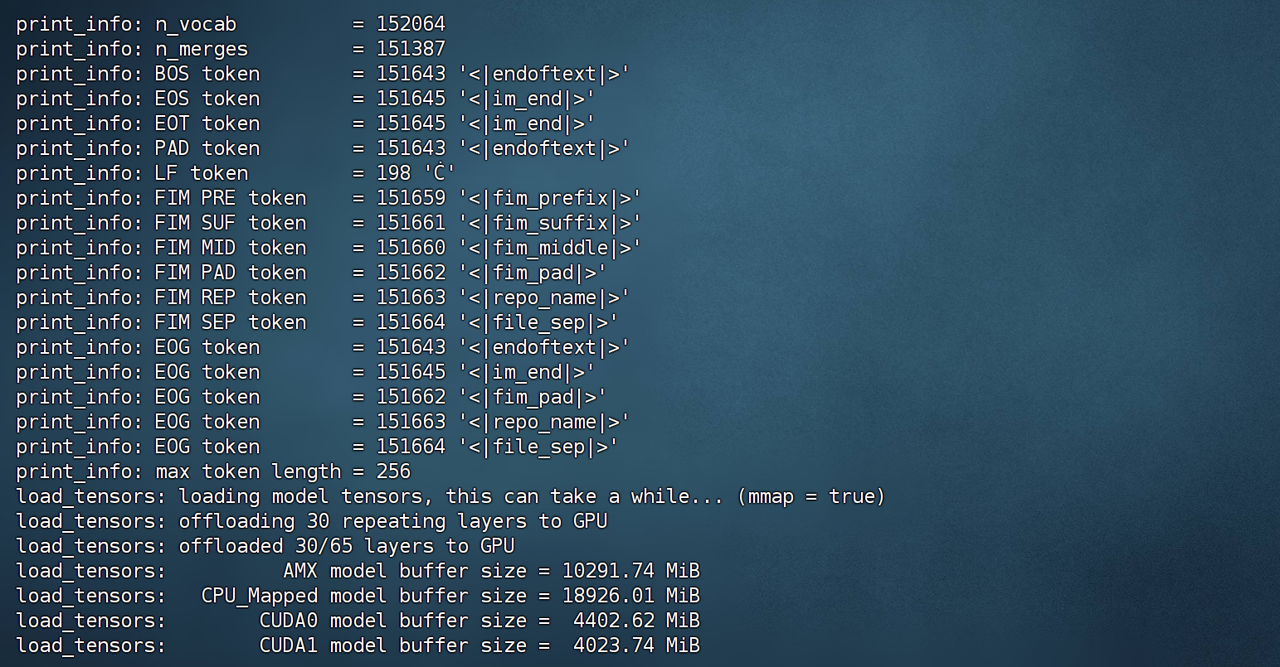 print_info: n_vocab          = 152064
print_info: n_merges         = 151387
print_info: BOS token        = 151643 '<|endoftext|>'
print_info: EOS token        = 151645 '<|im_end|>'
print_info: EOT token        = 151645 '<|im_end|>'
print_info: PAD token        = 151643 '<|endoftext|>'
print_info: LF token         = 198 'Ċ'
print_info: FIM PRE token    = 151659 '<|fim_prefix|>'
print_info: FIM SUF token    = 151661 '<|fim_suffix|>'
print_info: FIM MID token    = 151660 '<|fim_middle|>'
print_info: FIM PAD token    = 151662 '<|fim_pad|>'
print_info: FIM REP token    = 151663 '<|repo_name|>'
print_info: FIM SEP token    = 151664 '<|file_sep|>'
print_info: EOG token        = 151643 '<|endoftext|>'
print_info: EOG token        = 151645 '<|im_end|>'
print_info: EOG token        = 151662 '<|fim_pad|>'
print_info: EOG token        = 151663 '<|repo_name|>'
print_info: EOG token        = 151664 '<|file_sep|>'
print_info: max token length = 256
load_tensors: loading model tensors, this can take a while... (mmap = true)
load_tensors: offloading 30 repeating layers to GPU
load_tensors: offloaded 30/65 layers to GPU
load_tensors:          AMX model buffer size = 10291.74 MiB
load_tensors:   CPU_Mapped model buffer size = 18926.01 MiB
load_tensors:        CUDA0 model buffer size =  4402.62 MiB
load_tensors:        CUDA1 model buffer size =  4023.74 MiB